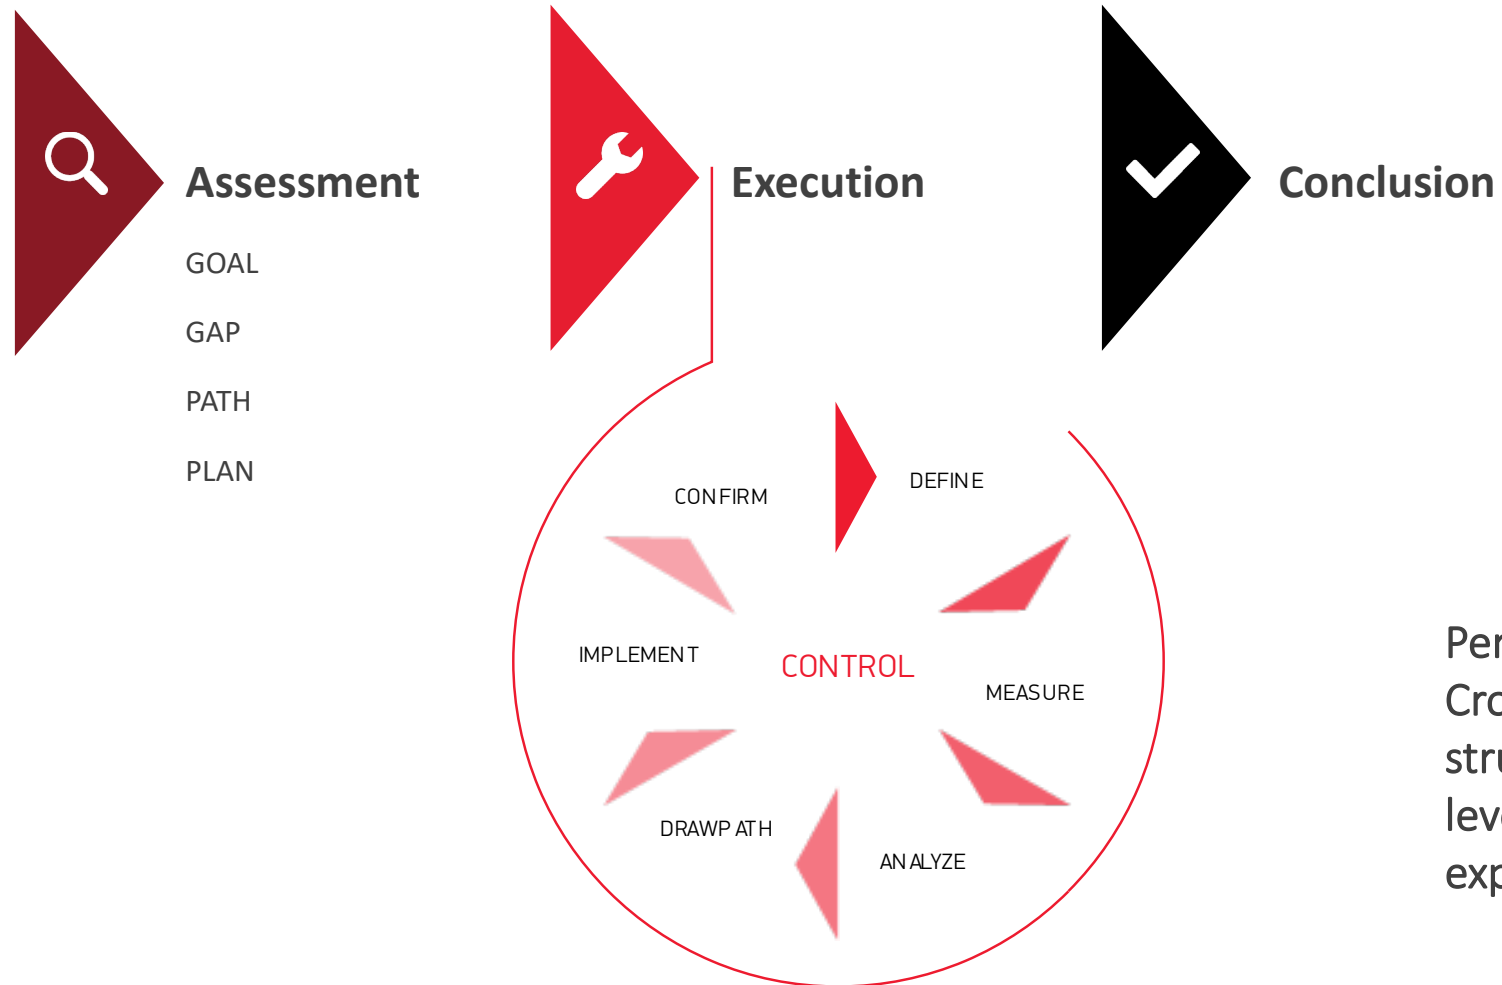 Assessment
GOAL
GAP
PATH
PLAN
Execution
DEFINE
MEASURE
ANALYZE
DRAWPATH
IMPLEMENT
CONFIRM
CONTROL
Conclusion